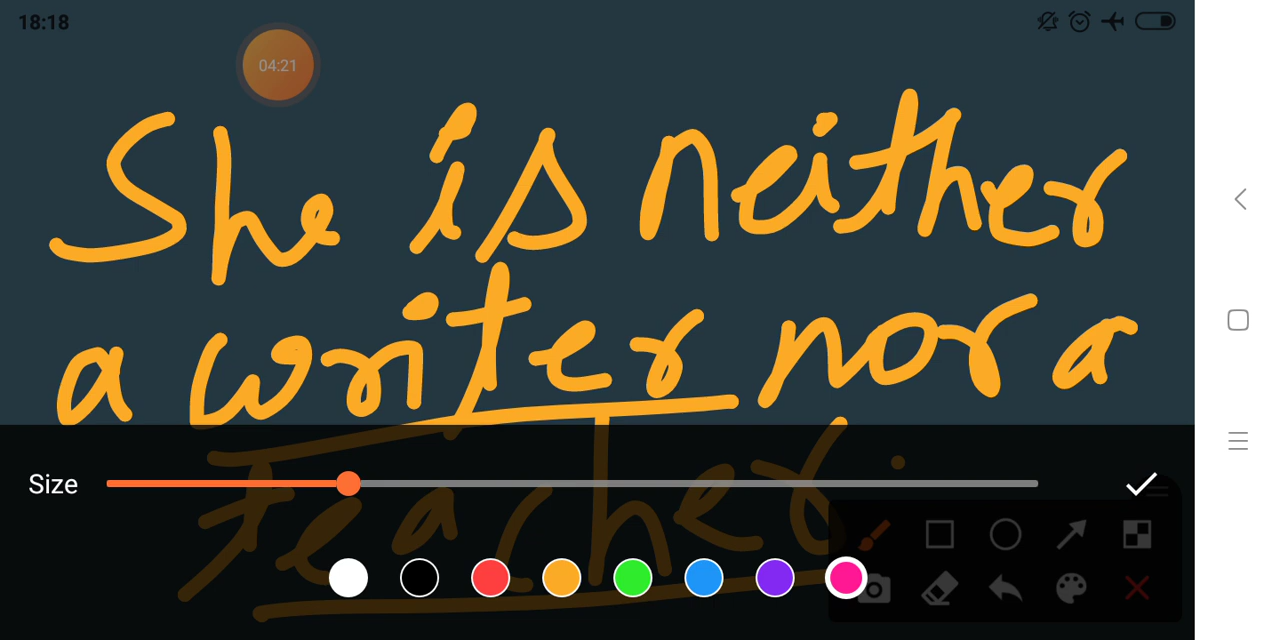 18:18
04:21
She is neither
a writer nor a
teacher.
Size